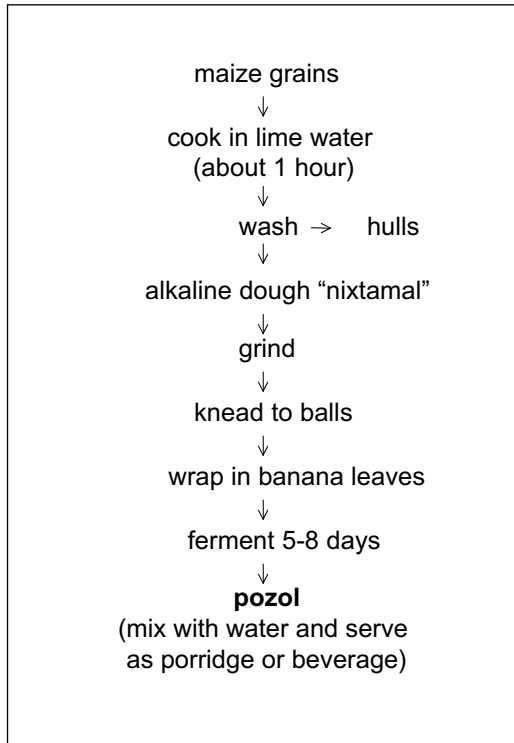 maize grains
↓
cook in lime water
(about 1 hour)
↓
wash → hulls
↓
alkaline dough “nixtamal”
↓
grind
↓
knead to balls
↓
wrap in banana leaves
↓
ferment 5-8 days
↓
pozol
(mix with water and serve
as porridge or beverage)